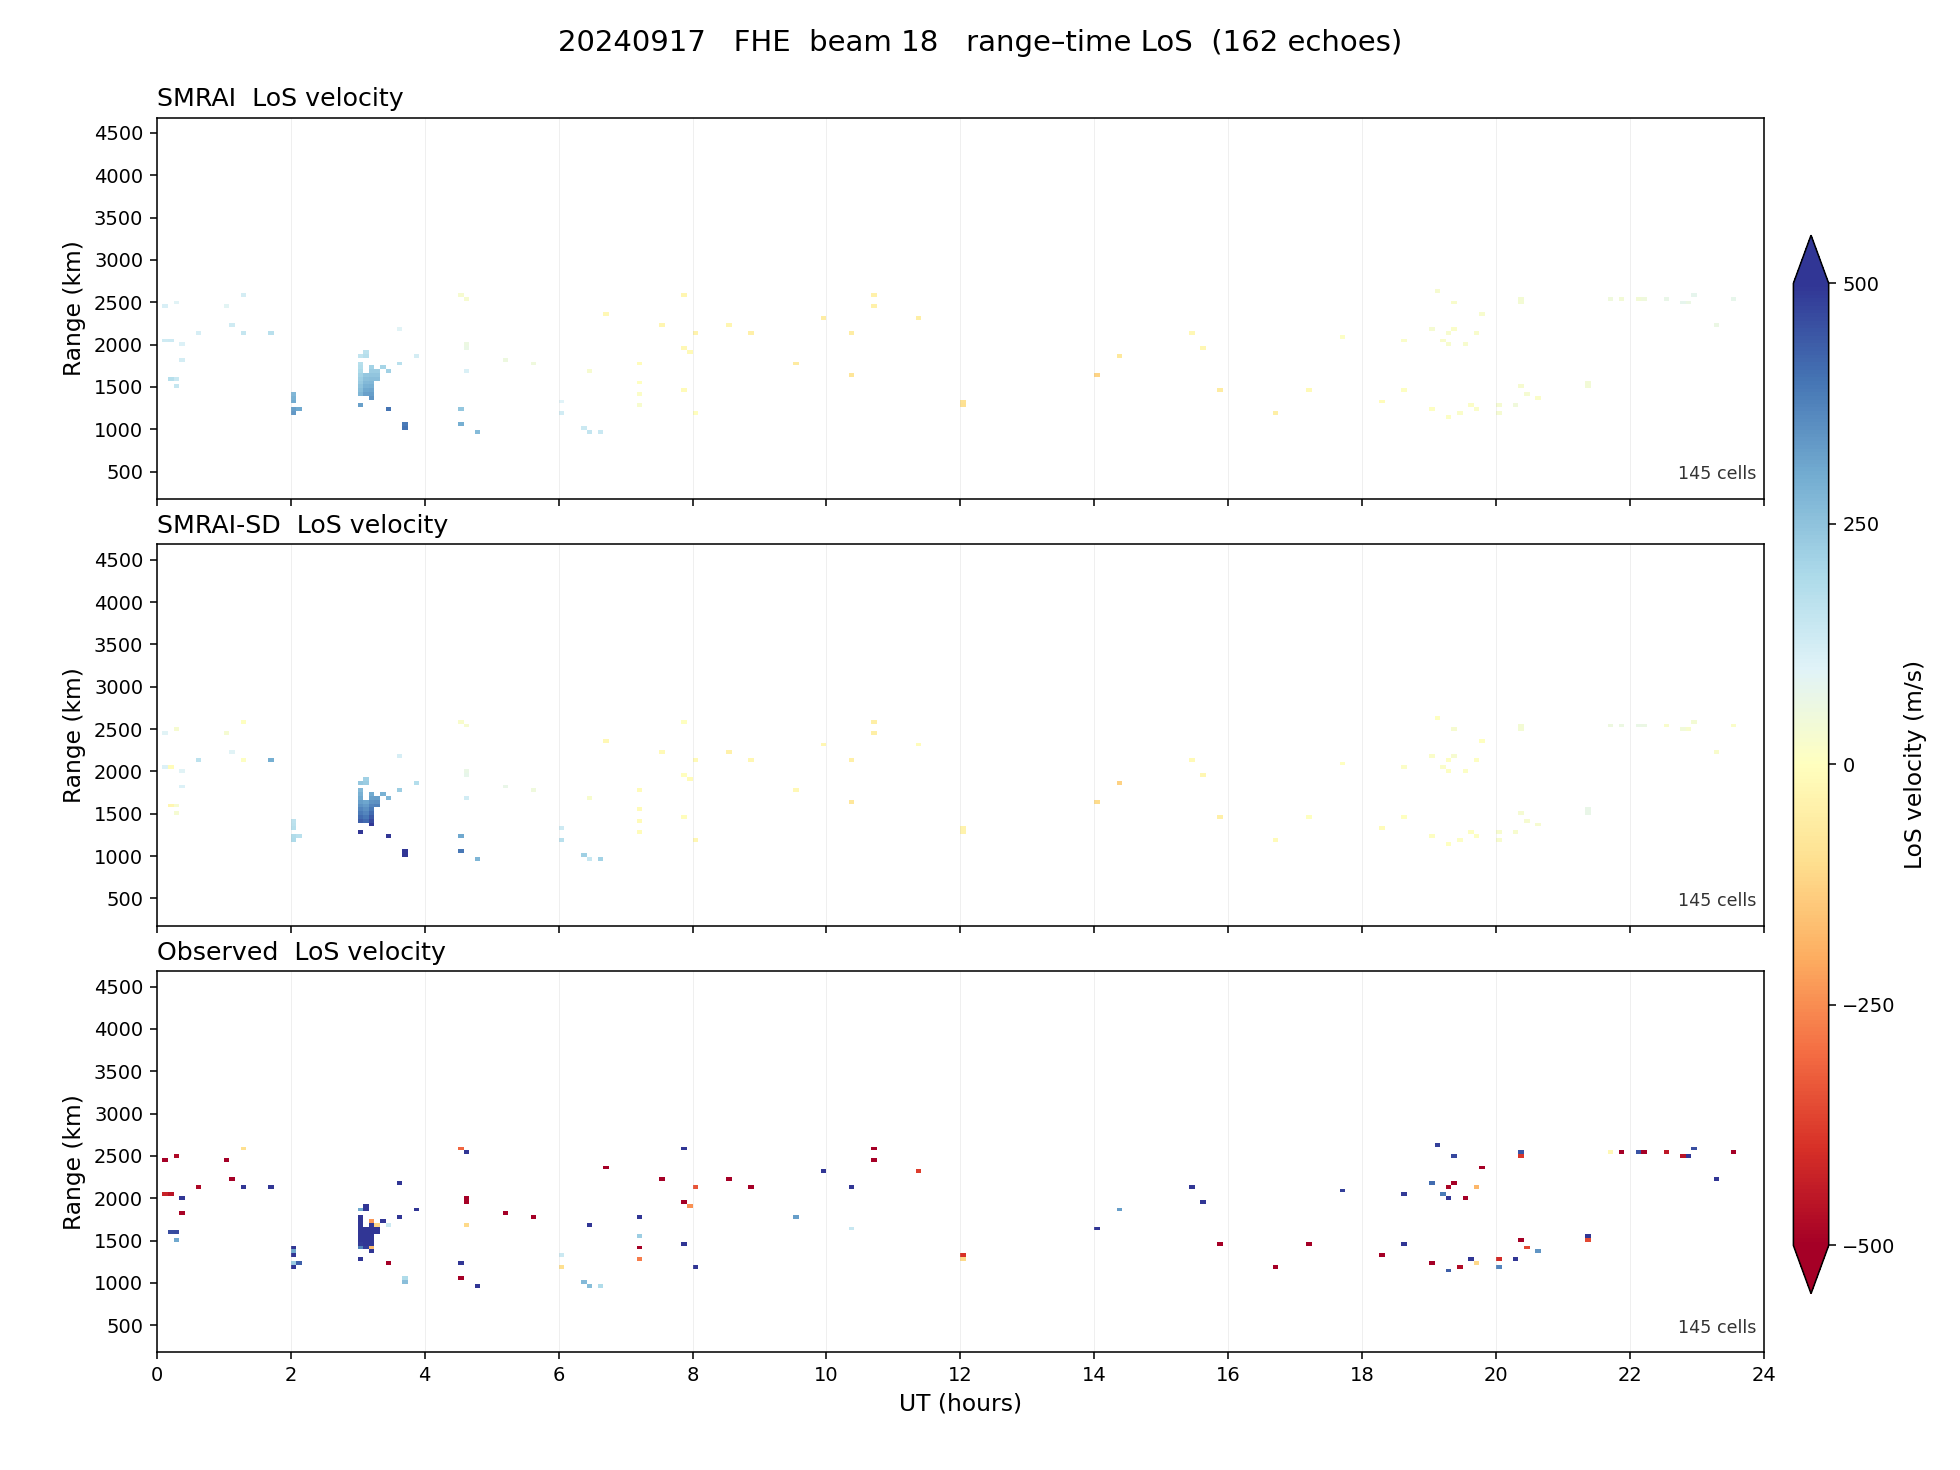 20240917   FHE  beam 18   range–time LoS  (162 echoes)
SMRAI  LoS velocity
4500
4000
3500
3000
2500
2000
1500
1000
500
Range (km)
145 cells
SMRAI-SD  LoS velocity
4500
4000
3500
3000
2500
2000
1500
1000
500
Range (km)
145 cells
Observed  LoS velocity
4500
4000
3500
3000
2500
2000
1500
1000
500
Range (km)
145 cells
0 2 4 6 8 10 12 14 16 18 20 22 24
UT (hours)
500
250
0
−250
−500
LoS velocity (m/s)